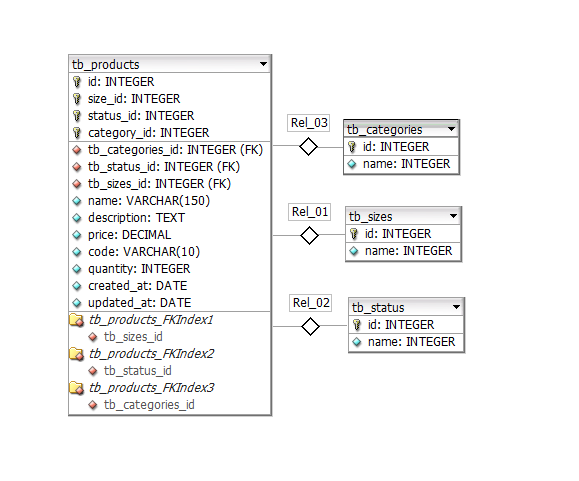 tb_products
id: INTEGER
size_id: INTEGER
status_id: INTEGER
category_id: INTEGER
tb_categories_id: INTEGER (FK)
tb_status_id: INTEGER (FK)
tb_sizes_id: INTEGER (FK)
name: VARCHAR(150)
description: TEXT
price: DECIMAL
code: VARCHAR(10)
quantity: INTEGER
created_at: DATE
updated_at: DATE
tb_products_FKIndex1
tb_sizes_id
tb_products_FKIndex2
tb_status_id
tb_products_FKIndex3
tb_categories_id
Rel_03
tb_categories
id: INTEGER
name: INTEGER
Rel_01
tb_sizes
id: INTEGER
name: INTEGER
Rel_02
tb_status
id: INTEGER
name: INTEGER